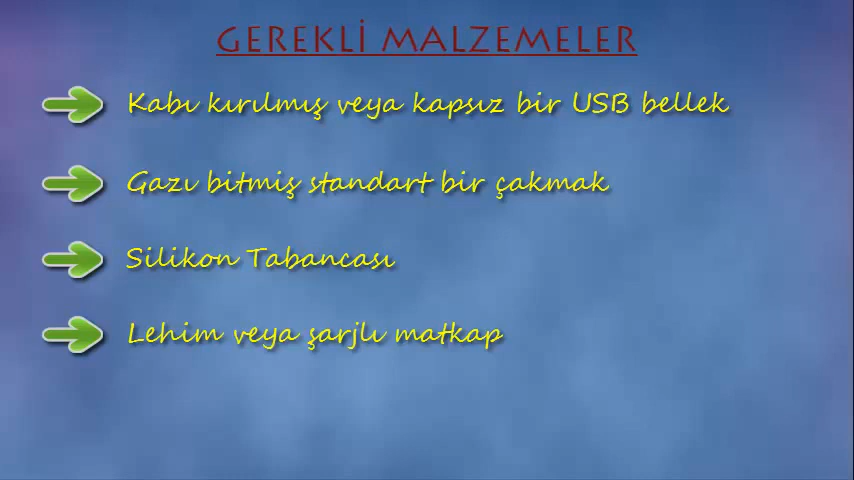 GEREKLİ MALZEMELER
Kabı kırılmış veya kapsız bir USB bellek
Gazı bitmiş standart bir çakmak
Silikon Tabancası
Lehim veya şarjlı matkap